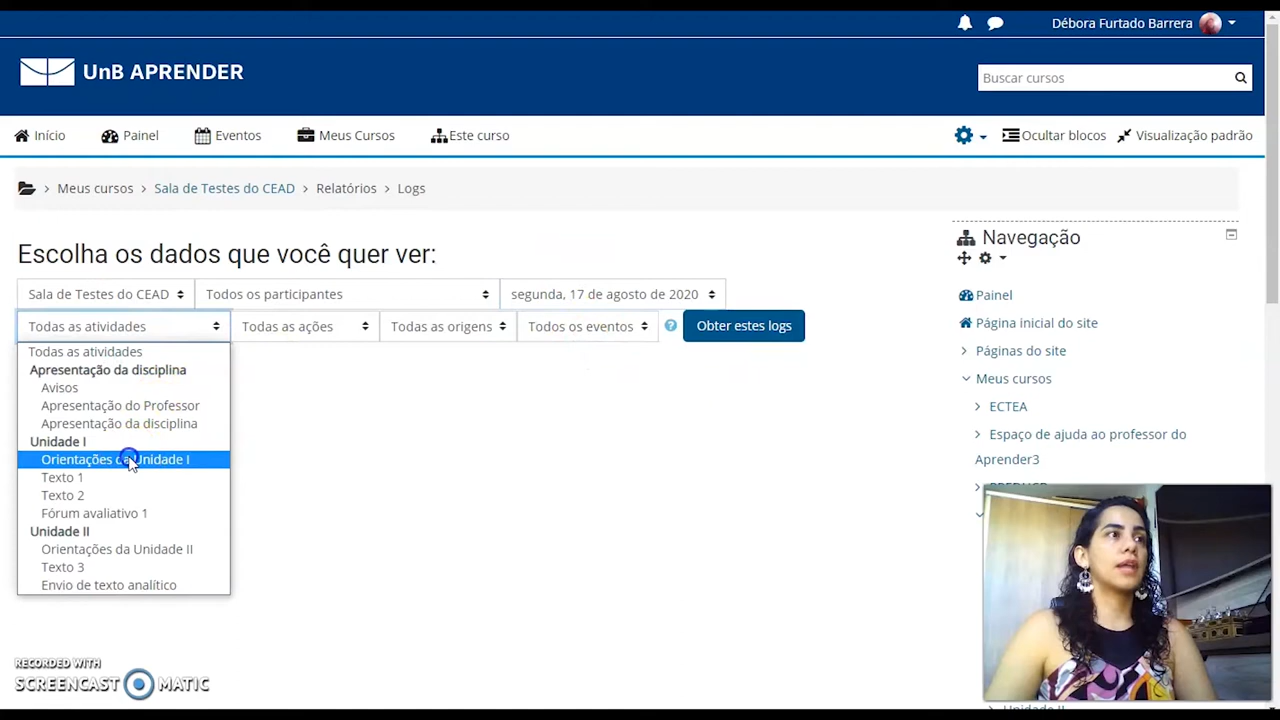 Débora Furtado Barrera
UnB APRENDER
Buscar cursos
Início Painel Eventos Meus Cursos Este curso Ocultar blocos Visualização padrão
Meus cursos Sala de Testes do CEAD Relatórios Logs
Escolha os dados que você quer ver:
Sala de Testes do CEAD Todos os participantes segunda, 17 de agosto de 2020
Todas as atividades Todas as ações Todas as origens Todos os eventos Obter estes logs
Todas as atividades
Apresentação da disciplina
Avisos
Apresentação do Professor
Apresentação da disciplina
Unidade I
Orientações da Unidade I
Texto 1
Texto 2
Fórum avaliativo 1
Unidade II
Orientações da Unidade II
Texto 3
Envio de texto analítico
Navegação
Painel
Página inicial do site
Páginas do site
Meus cursos
ECTEA
Espaço de ajuda ao professor do
Aprender3
RECORDED WITH
SCREENCAST MATIC